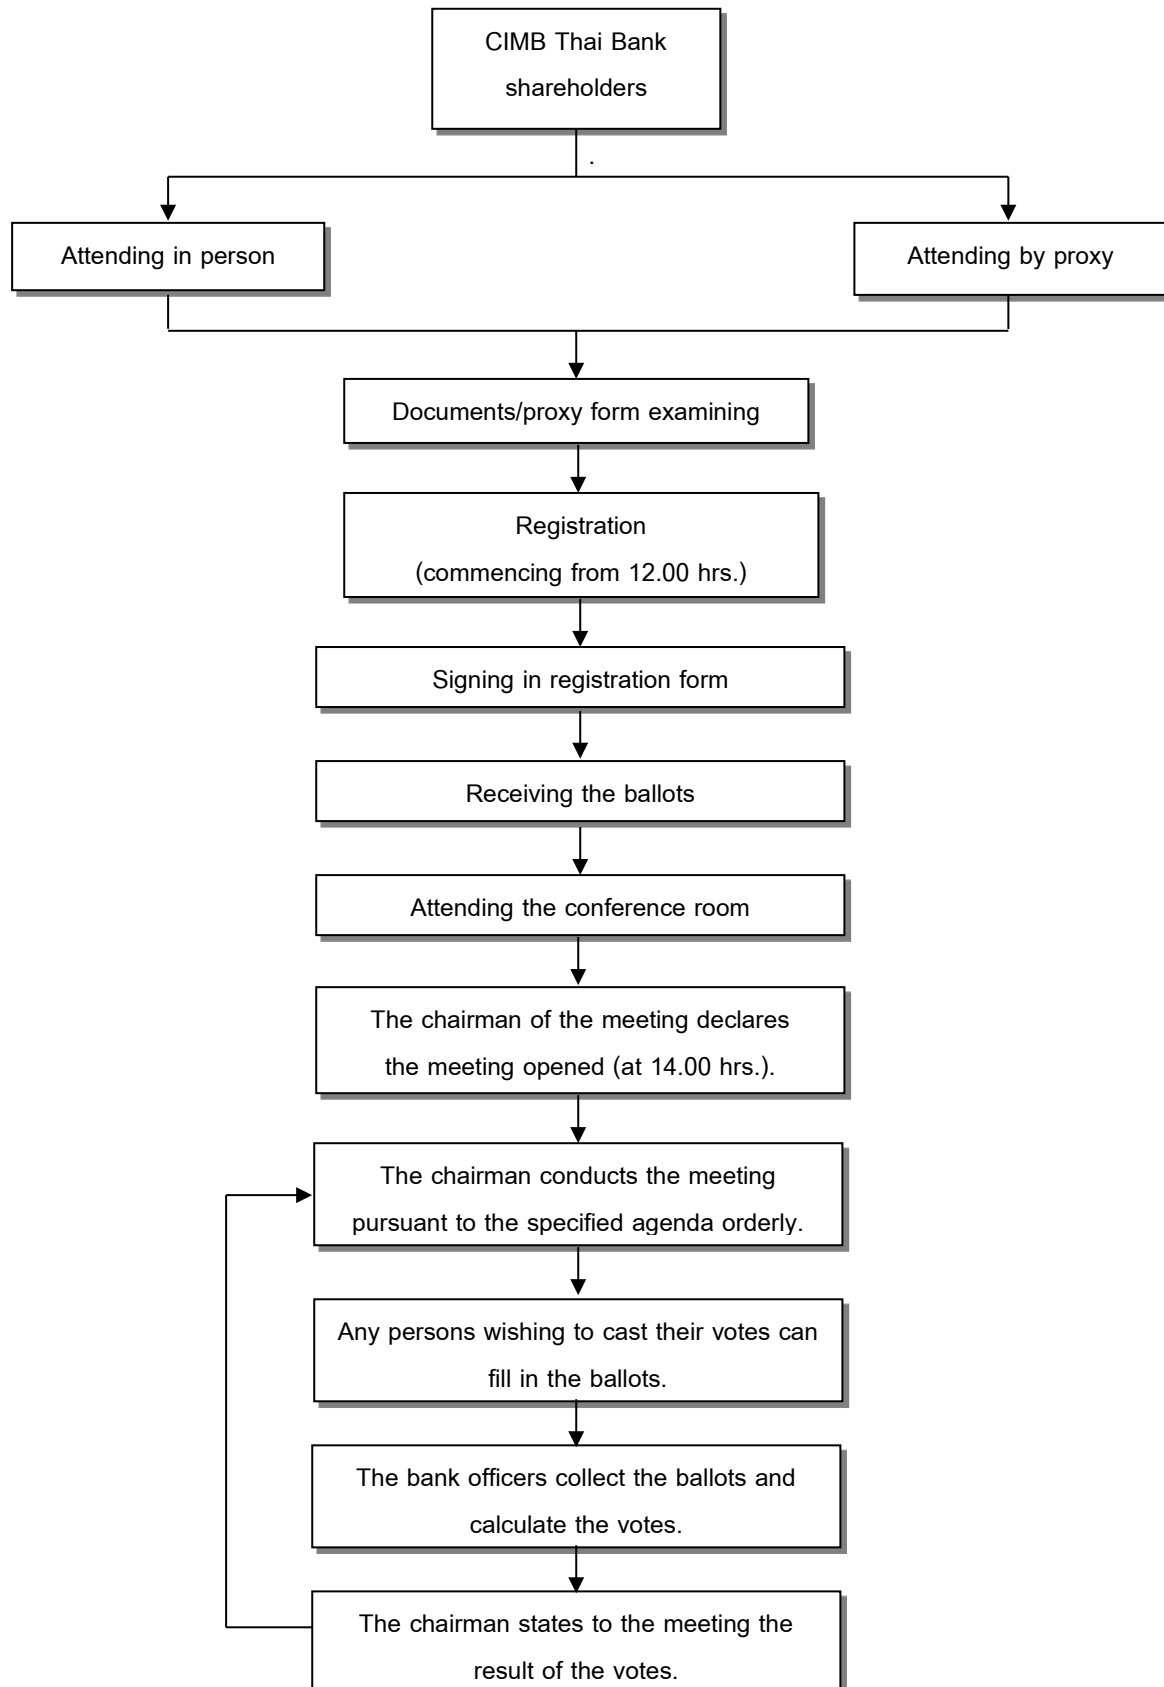 CIMB Thai Bank
shareholders
.
Attending in person
Attending by proxy
Documents/proxy form examining
Registration
(commencing from 12.00 hrs.)
Signing in registration form
Receiving the ballots
Attending the conference room
The chairman of the meeting declares
the meeting opened (at 14.00 hrs.).
The chairman conducts the meeting
pursuant to the specified agenda orderly.
Any persons wishing to cast their votes can
fill in the ballots.
The bank officers collect the ballots and
calculate the votes.
The chairman states to the meeting the
result of the votes.